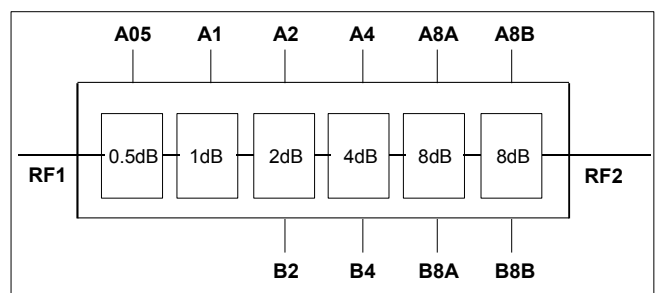 A05 A1 A2 A4 A8A A8B
0.5dB 1dB 2dB 4dB 8dB 8dB
RF1 RF2
B2 B4 B8A B8B